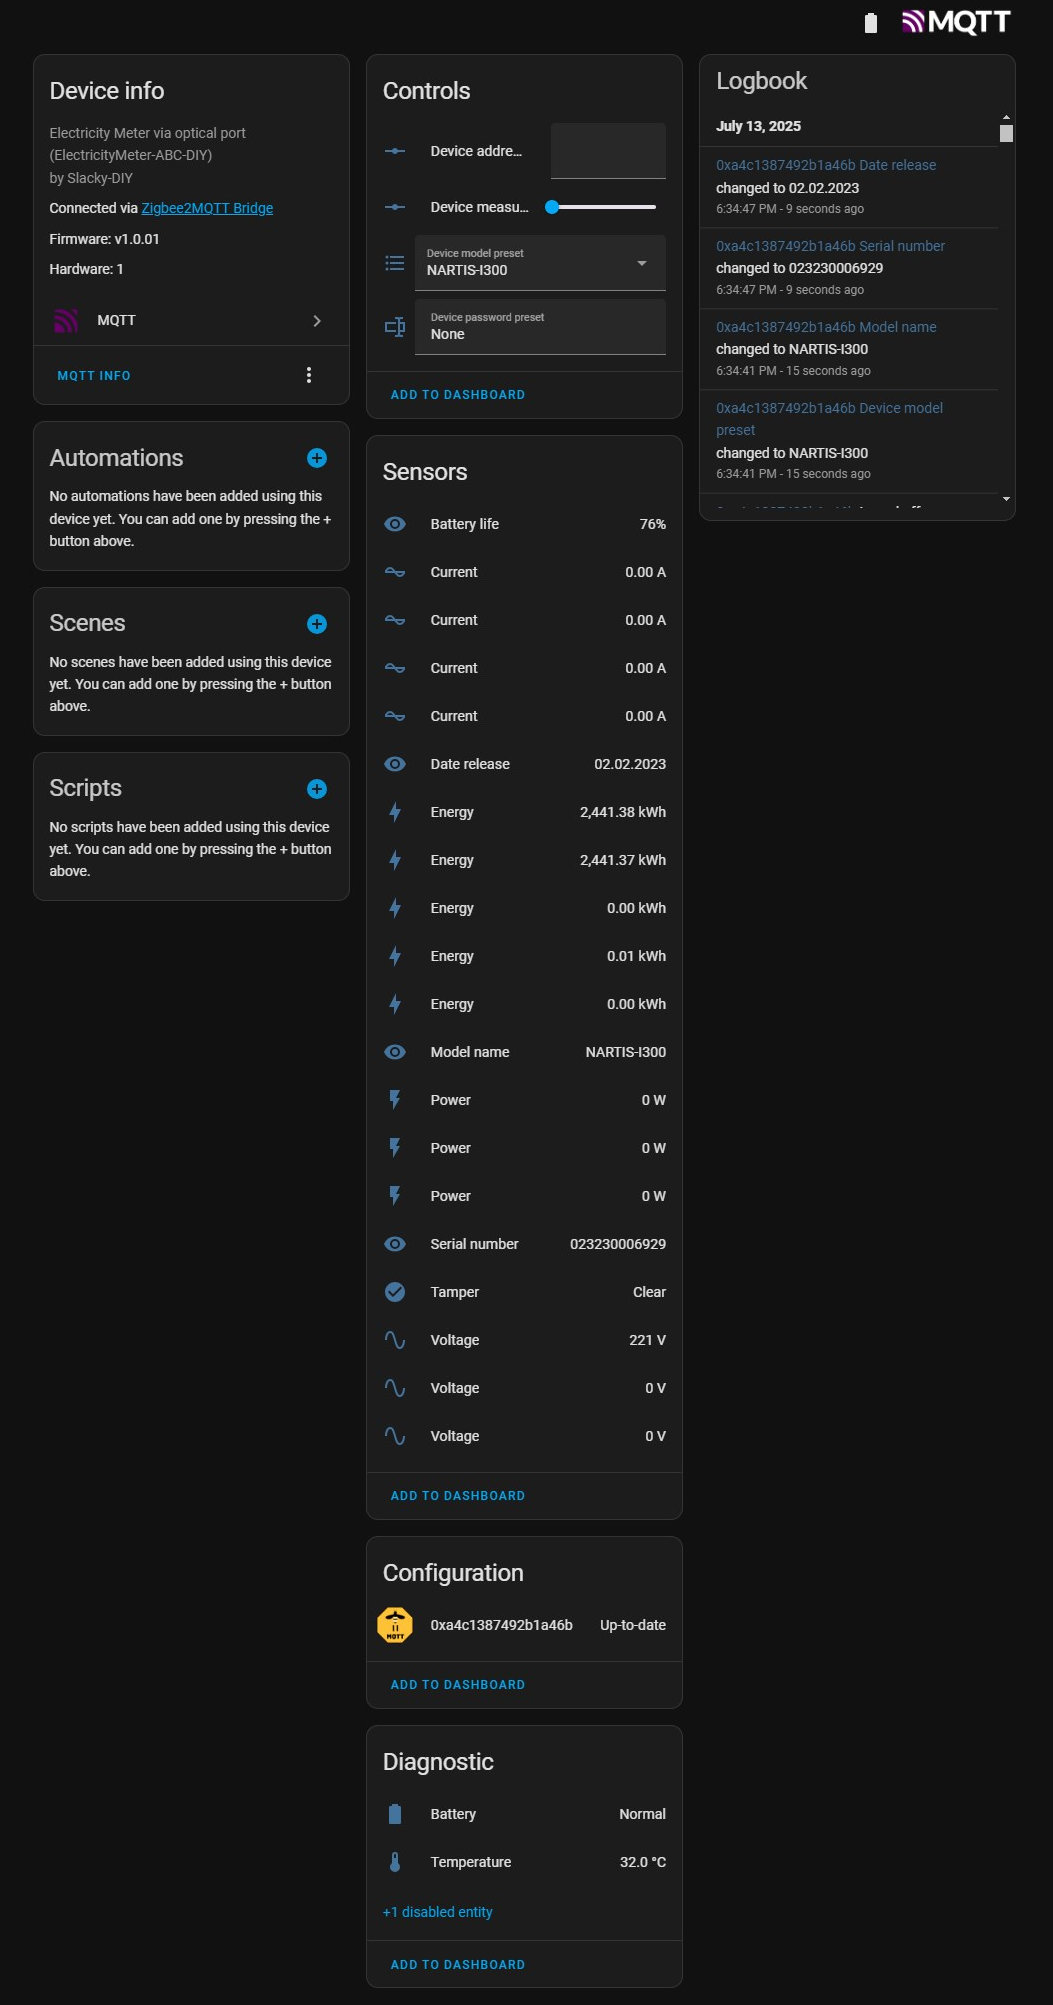 MQTT
Device info
Electricity Meter via optical port
(ElectricityMeter-ABC-DIY)
by Slacky-DIY
Connected via Zigbee2MQTT Bridge
Firmware: v1.0.01
Hardware: 1
MQTT
MQTT INFO
Automations
No automations have been added using this
device yet. You can add one by pressing the +
button above.
Scenes
No scenes have been added using this device
yet. You can add one by pressing the + button
above.
Scripts
No scripts have been added using this device
yet. You can add one by pressing the + button
above.
Controls
Device addre...
Device measu...
Device model preset
NARTIS-I300
Device password preset
None
ADD TO DASHBOARD
Sensors
Battery life 76%
Current 0.00 A
Current 0.00 A
Current 0.00 A
Current 0.00 A
Date release 02.02.2023
Energy 2,441.38 kWh
Energy 2,441.37 kWh
Energy 0.00 kWh
Energy 0.01 kWh
Energy 0.00 kWh
Model name NARTIS-I300
Power 0 W
Power 0 W
Power 0 W
Serial number 023230006929
Tamper Clear
Voltage 221 V
Voltage 0 V
Voltage 0 V
ADD TO DASHBOARD
Configuration
MQTT
0xa4c1387492b1a46b Up-to-date
ADD TO DASHBOARD
Diagnostic
Battery Normal
Temperature 32.0 °C
+1 disabled entity
ADD TO DASHBOARD
Logbook
July 13, 2025
0xa4c1387492b1a46b Date release
changed to 02.02.2023
6:34:47 PM - 9 seconds ago
0xa4c1387492b1a46b Serial number
changed to 023230006929
6:34:47 PM - 9 seconds ago
0xa4c1387492b1a46b Model name
changed to NARTIS-I300
6:34:41 PM - 15 seconds ago
0xa4c1387492b1a46b Device model
preset
changed to NARTIS-I300
6:34:41 PM - 15 seconds ago